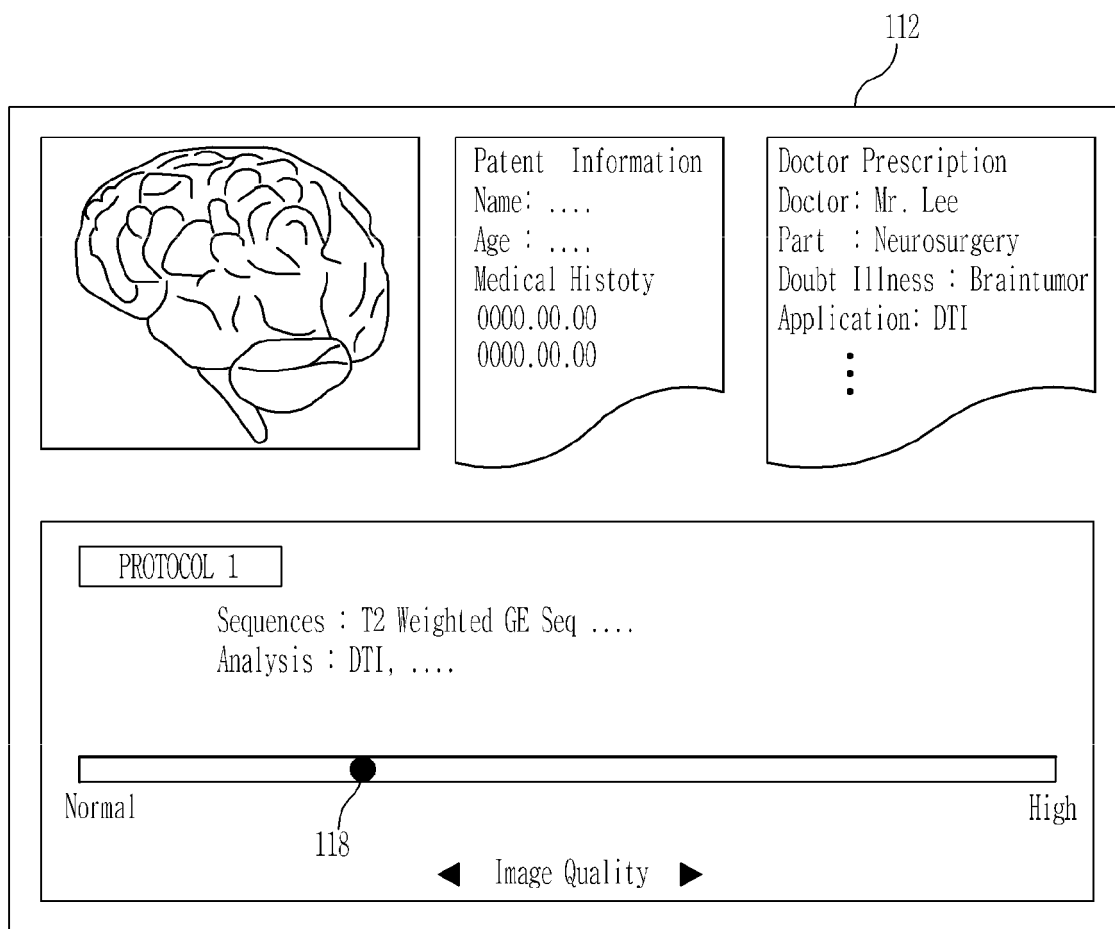 112
Patent Information
Name: ....
Age : ....
Medical Histoty
0000.00.00
0000.00.00
Doctor Prescription
Doctor: Mr. Lee
Part : Neurosurgery
Doubt Illness : Braintumor
Application: DTI
PROTOCOL 1
Sequences : T2 Weighted GE Seq ....
Analysis : DTI, ....
Normal
High
118
◀ Image Quality ▶